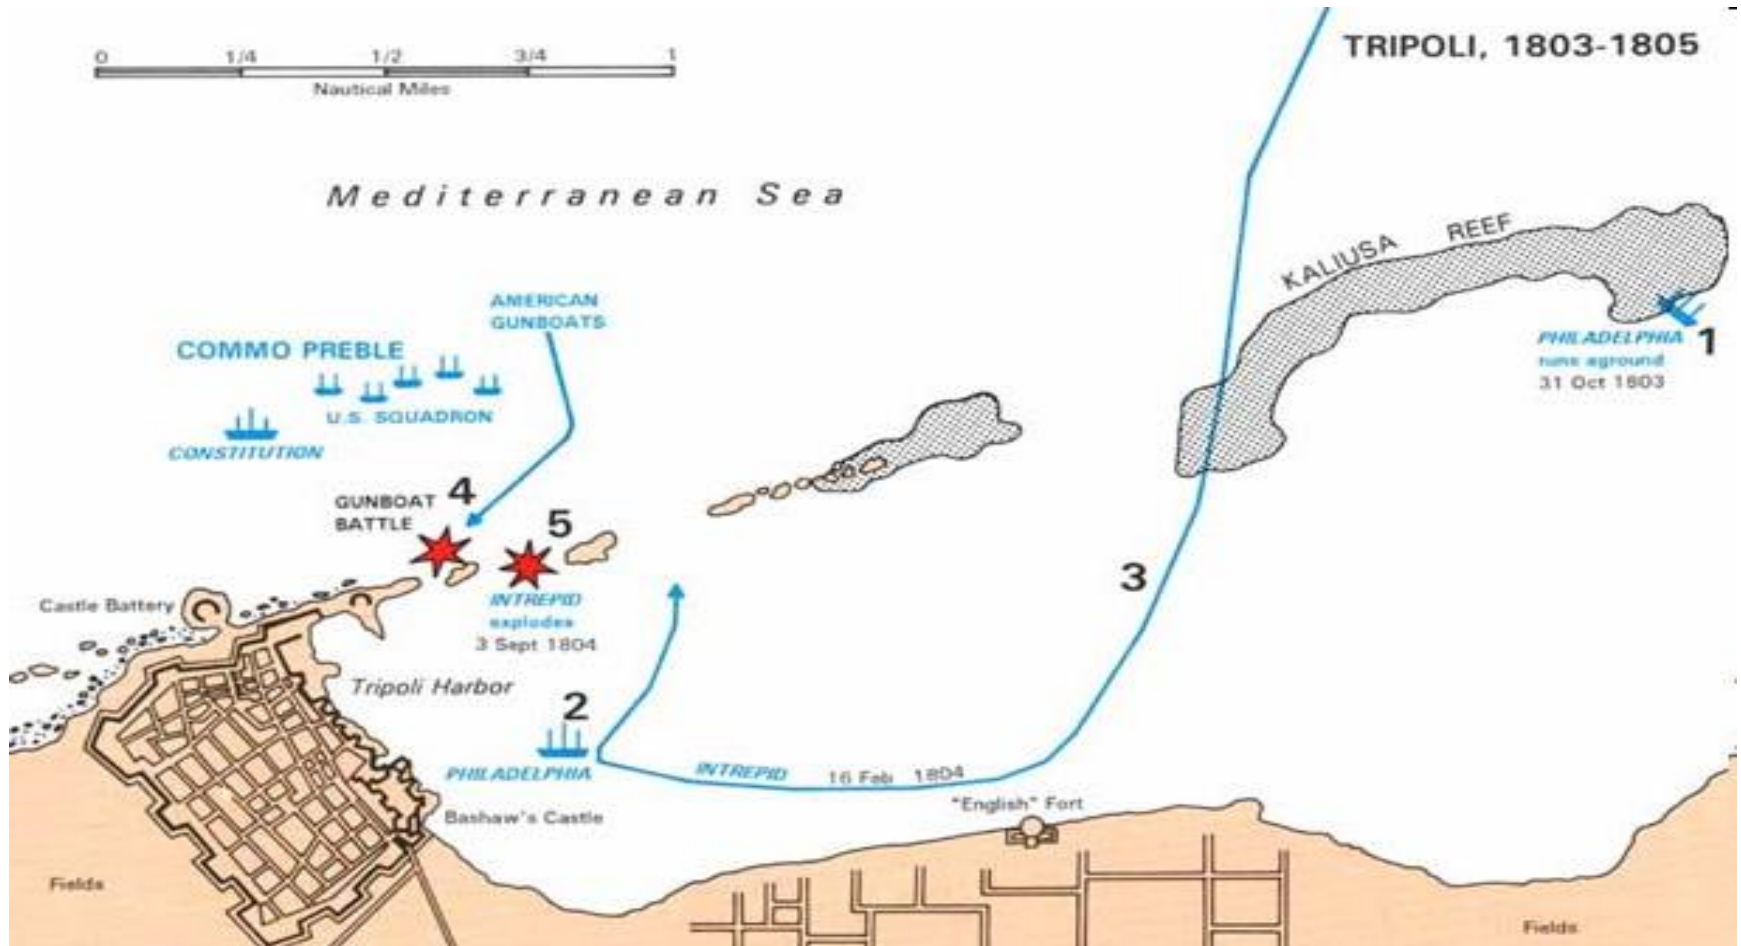 TRIPOLI, 1803-1805
0 1/4 1/2 3/4 1
Nautical Miles
Mediterranean Sea
KALIUSA REEF
PHILADELPHIA 1
runs aground
31 Oct 1803
AMERICAN
GUNBOATS
COMMO PREBLE
U.S. SQUADRON
CONSTITUTION
GUNBOAT 4
BATTLE
5
INTREPID
explodes
3 Sept 1804
3
Castle Battery
Tripoli Harbor
2
PHILADELPHIA
INTREPID 16 Feb 1804
"English" Fort
Bashaw's Castle
Fields
Fields